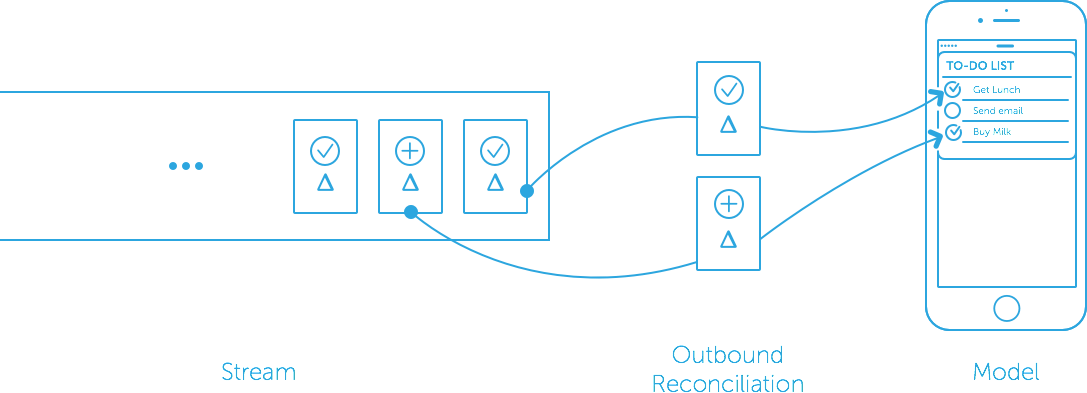 TO-DO LIST
Get Lunch
Send email
Buy Milk
Stream
Outbound
Reconciliation
Model